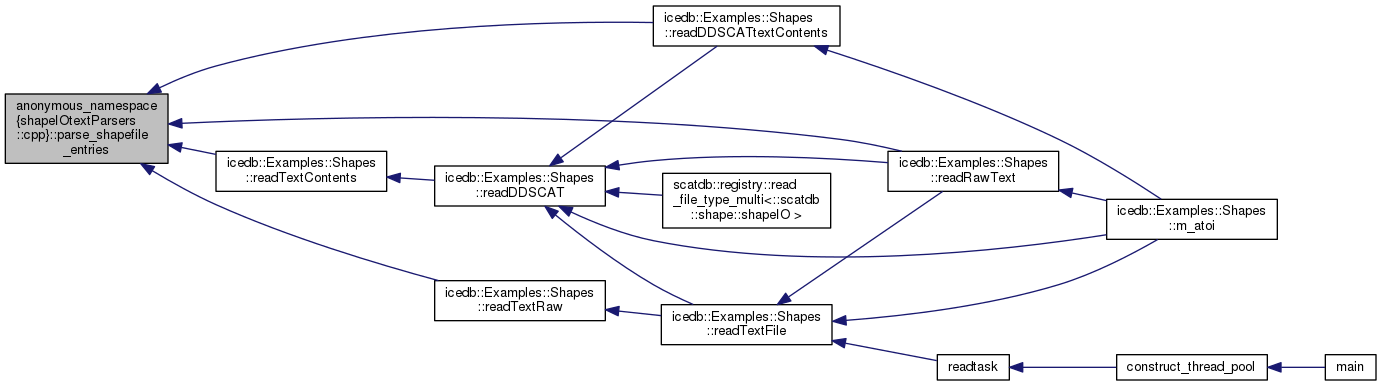 icedb::Examples::Shapes
::readDDSCATtextContents
anonymous_namespace
{shapeIOtextParsers
::cpp}::parse_shapefile
_entries
icedb::Examples::Shapes
::readTextContents
icedb::Examples::Shapes
::readDDSCAT
scatdb::registry::read
_file_type_multi<::scatdb
::shape::shapeIO >
icedb::Examples::Shapes
::readRawText
icedb::Examples::Shapes
::m_atoi
icedb::Examples::Shapes
::readTextRaw
icedb::Examples::Shapes
::readTextFile
readtask
construct_thread_pool
main